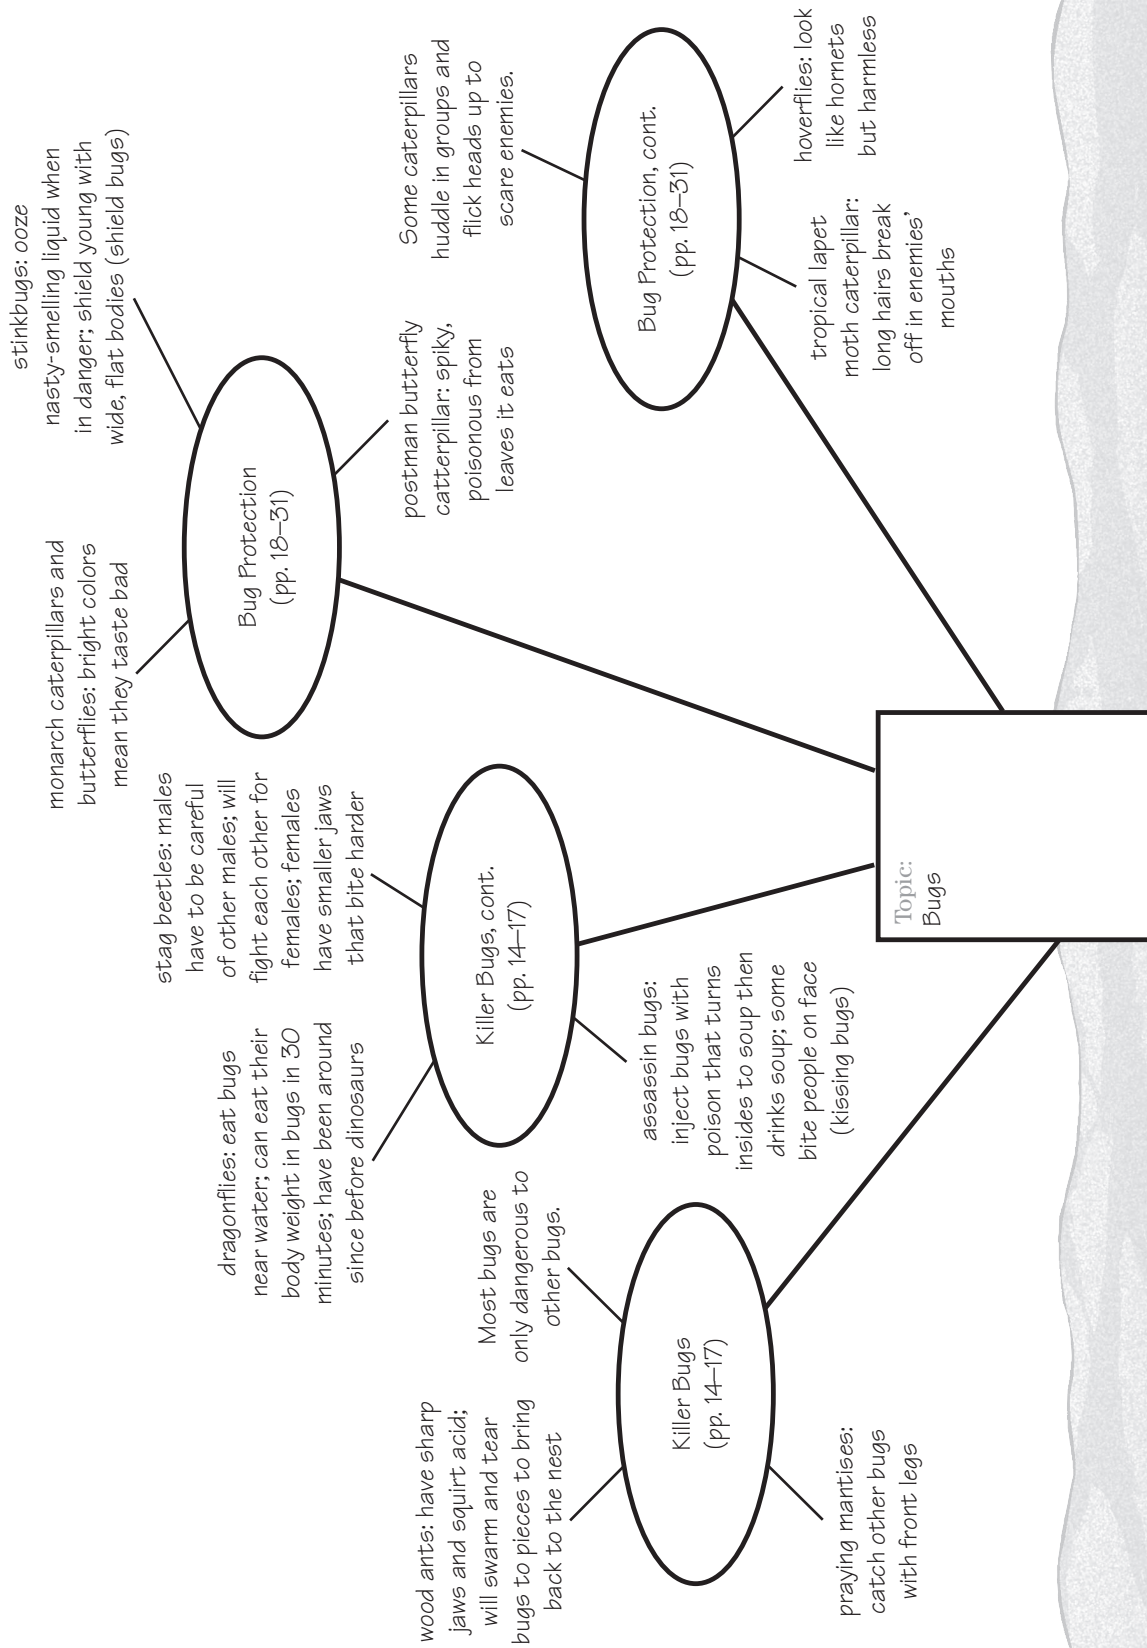 wood ants: have sharp
jaws and squirt acid;
will swarm and tear
bugs to pieces to bring
back to the nest
Most bugs are
only dangerous to
other bugs.
Killer Bugs
(pp. 14–17)
praying mantises:
catch other bugs
with front legs
dragonflies: eat bugs
near water; can eat their
body weight in bugs in 30
minutes; have been around
since before dinosaurs
stag beetles: males
have to be careful
of other males; will
fight each other for
females; females
have smaller jaws
that bite harder
Killer Bugs, cont.
(pp. 14–17)
assassin bugs:
inject bugs with
poison that turns
insides to soup then
drinks soup; some
bite people on face
(kissing bugs)
monarch caterpillars and
butterflies: bright colors
mean they taste bad
stinkbugs: ooze
nasty-smelling liquid when
in danger; shield young with
wide, flat bodies (shield bugs)
Bug Protection
(pp. 18–31)
postman butterfly
catterpillar: spiky,
poisonous from
leaves it eats
Some caterpillars
huddle in groups and
flick heads up to
scare enemies.
Bug Protection, cont.
(pp. 18–31)
tropical lapet
moth caterpillar:
long hairs break
off in enemies’
mouths
hoverflies: look
like hornets
but harmless
Topic:
Bugs